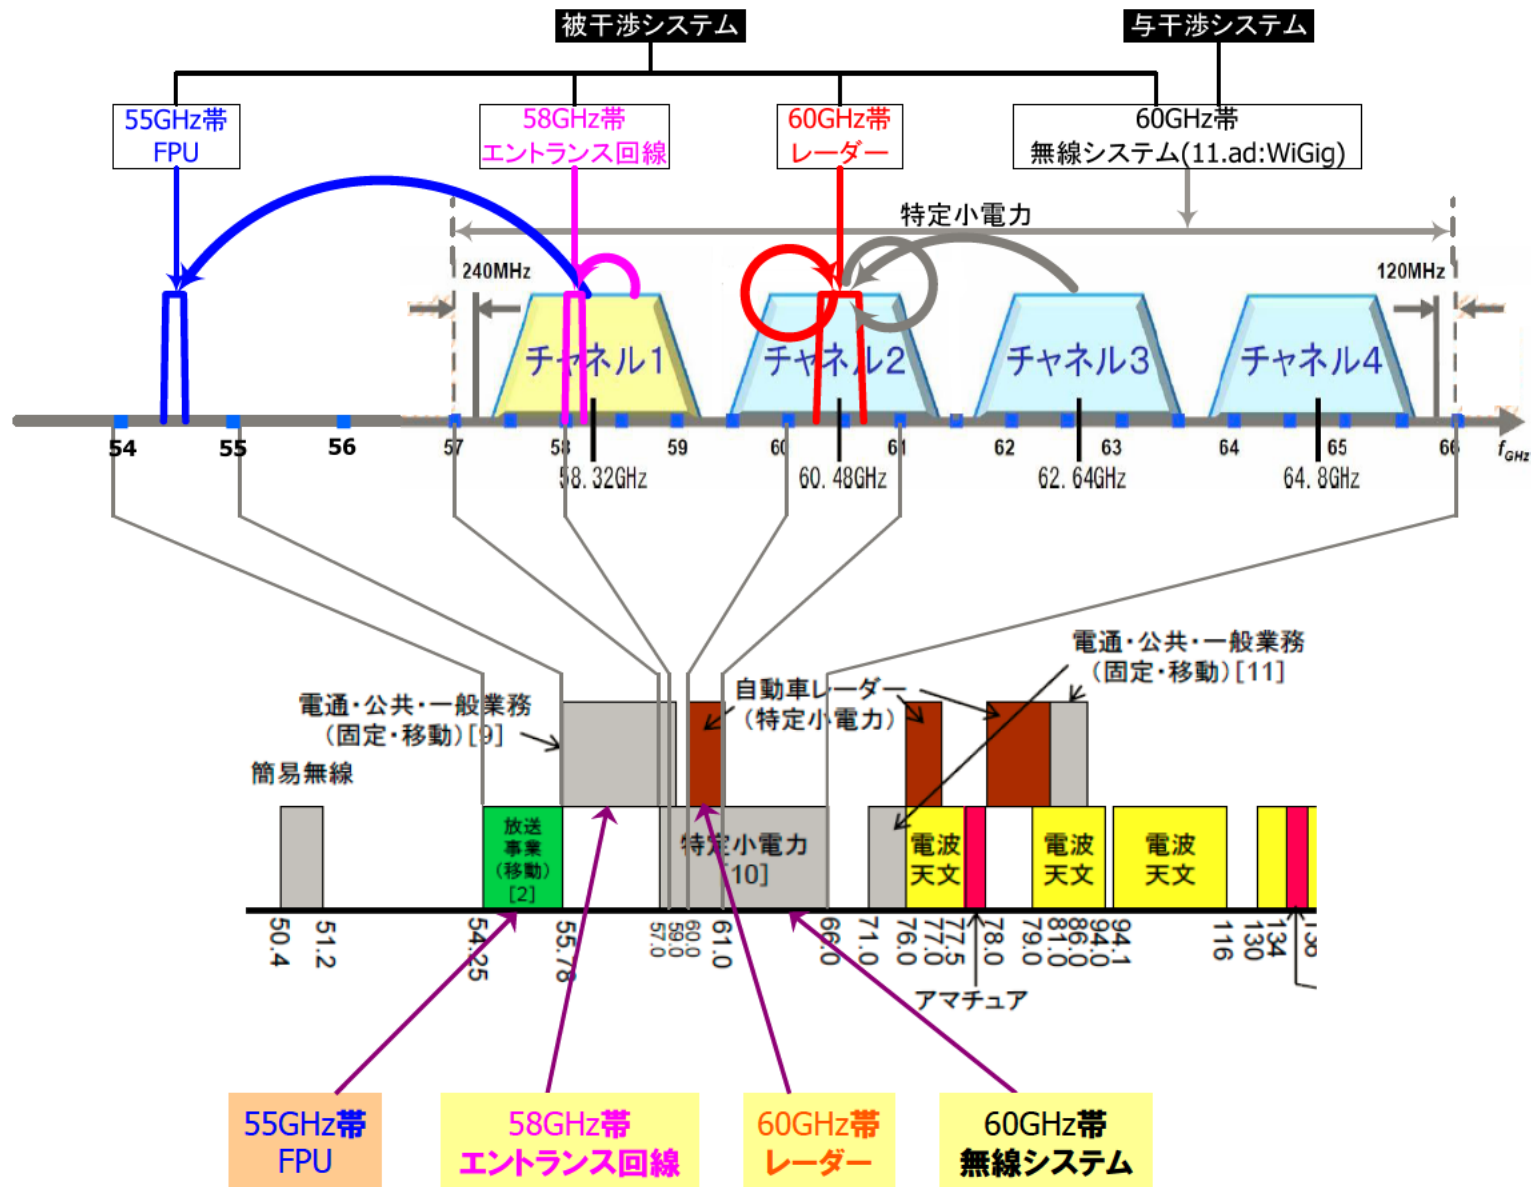 被干渉システム
与干渉システム
55GHz帯
FPU
58GHz帯
エントランス回線
60GHz帯
レーダー
60GHz帯
無線システム(11.ad:WiGig)
特定小電力
240MHz
120MHz
チャネル1
チャネル2
チャネル3
チャネル4
54
55
56
57
58
59
60
61
62
63
64
65
66
fGHz
58.32GHz
60.48GHz
62.64GHz
64.8GHz
電通・公共・一般業務
(固定・移動)[11]
自動車レーダー
(特定小電力)
電通・公共・一般業務
(固定・移動)[9]
簡易無線
放送
事業
(移動)
[2]
特定小電力
[10]
電波
天文
電波
天文
電波
天文
50.4
51.2
54.25
55.78
57.0
59.0
60.0
61.0
66.0
71.0
76.0
77.0
77.5
78.0
79.0
81.0
86.0
94.0
94.1
116
130
134
アマチュア
55GHz帯
FPU
58GHz帯
エントランス回線
60GHz帯
レーダー
60GHz帯
無線システム